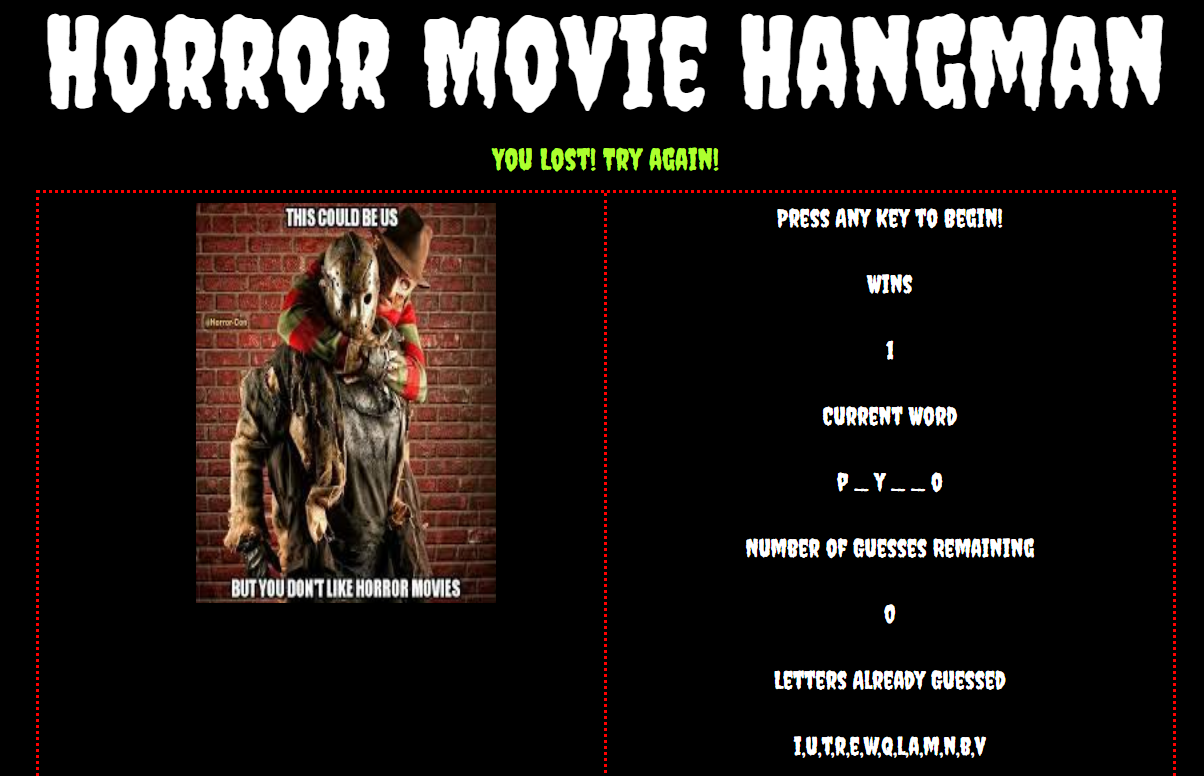 HORROR MOVIE HANGMAN
YOU LOST! TRY AGAIN!
THIS COULD BE US
@Horror-Con
BUT YOU DON'T LIKE HORROR MOVIES
PRESS ANY KEY TO BEGIN!
WINS
1
CURRENT WORD
P _ Y _ _ O
NUMBER OF GUESSES REMAINING
0
LETTERS ALREADY GUESSED
I,U,T,R,E,W,Q,L,A,M,N,B,V